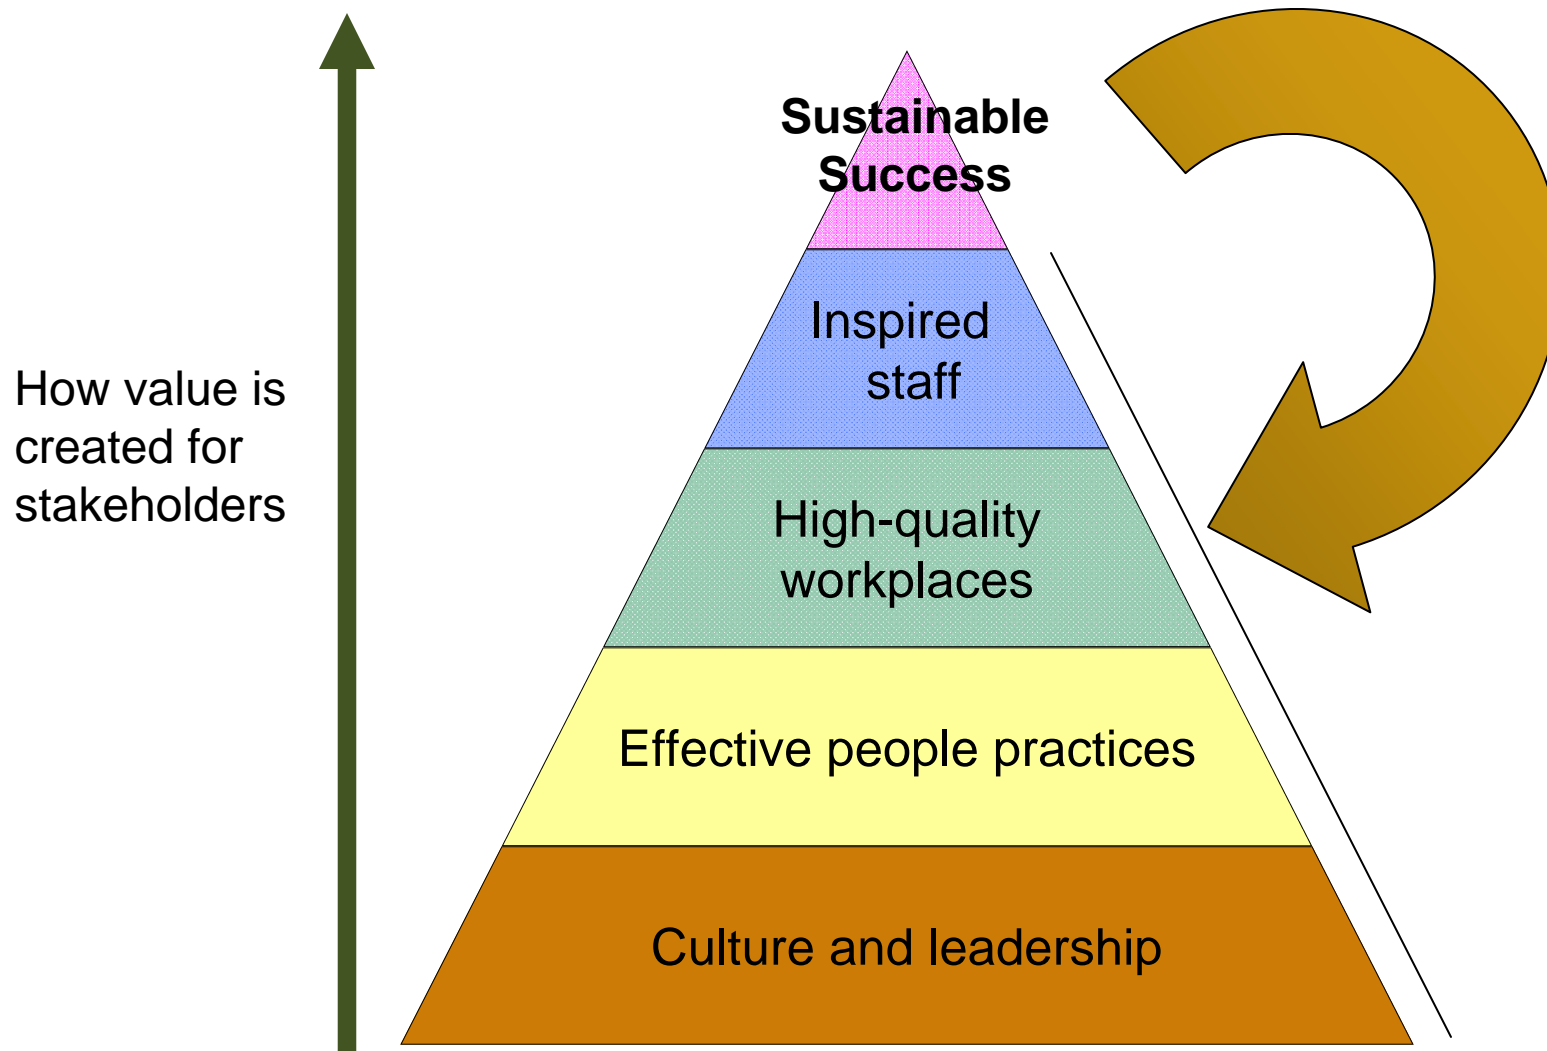 Sustainable
Success
Inspired
staff
How value is
created for
stakeholders
High-quality
workplaces
Effective people practices
Culture and leadership